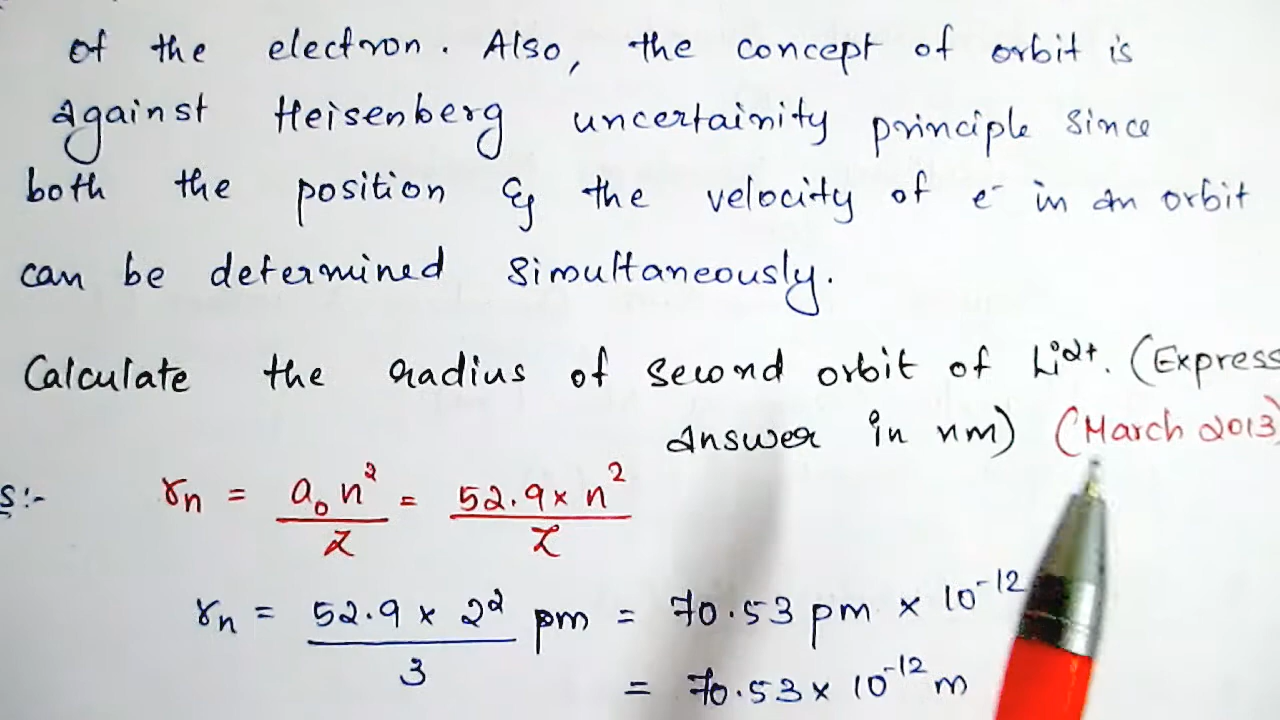 of the electron. Also, the concept of orbit is
against Heisenberg uncertainity principle since
both the position & the velocity of e⁻ in an orbit
can be determined simultaneously.
Calculate the radius of second orbit of Li²⁺. (Express
answer in nm) (March 2013)
S:- rₙ = a₀ n² / Z = 52.9 × n² / Z
rₙ = 52.9 × 2² / 3 pm = 70.53 pm × 10⁻¹²
= 70.53 × 10⁻¹² m